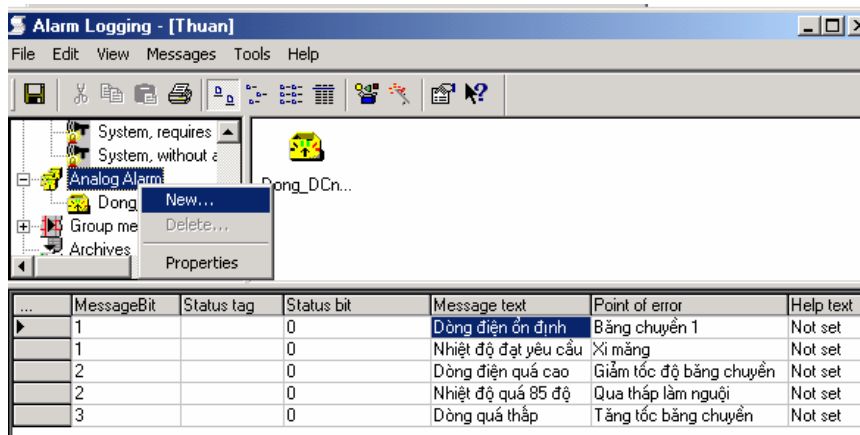 Alarm Logging - [Thuan]
File Edit View Messages Tools Help
System, requires
System, without a
Analog Alarm
Dong_DCn...
Dong_
New...
Group me
Delete...
Archives
Properties
... MessageBit Status tag Status bit Message text Point of error Help text
1 0 Dòng điện ổn định Băng chuyền 1 Not set
1 0 Nhiệt độ đạt yêu cầu Xi măng Not set
2 0 Dòng điện quá cao Giảm tốc độ băng chuyền Not set
2 0 Nhiệt độ quá 85 độ Qua tháp làm nguội Not set
3 0 Dòng quá thấp Tăng tốc băng chuyền Not set